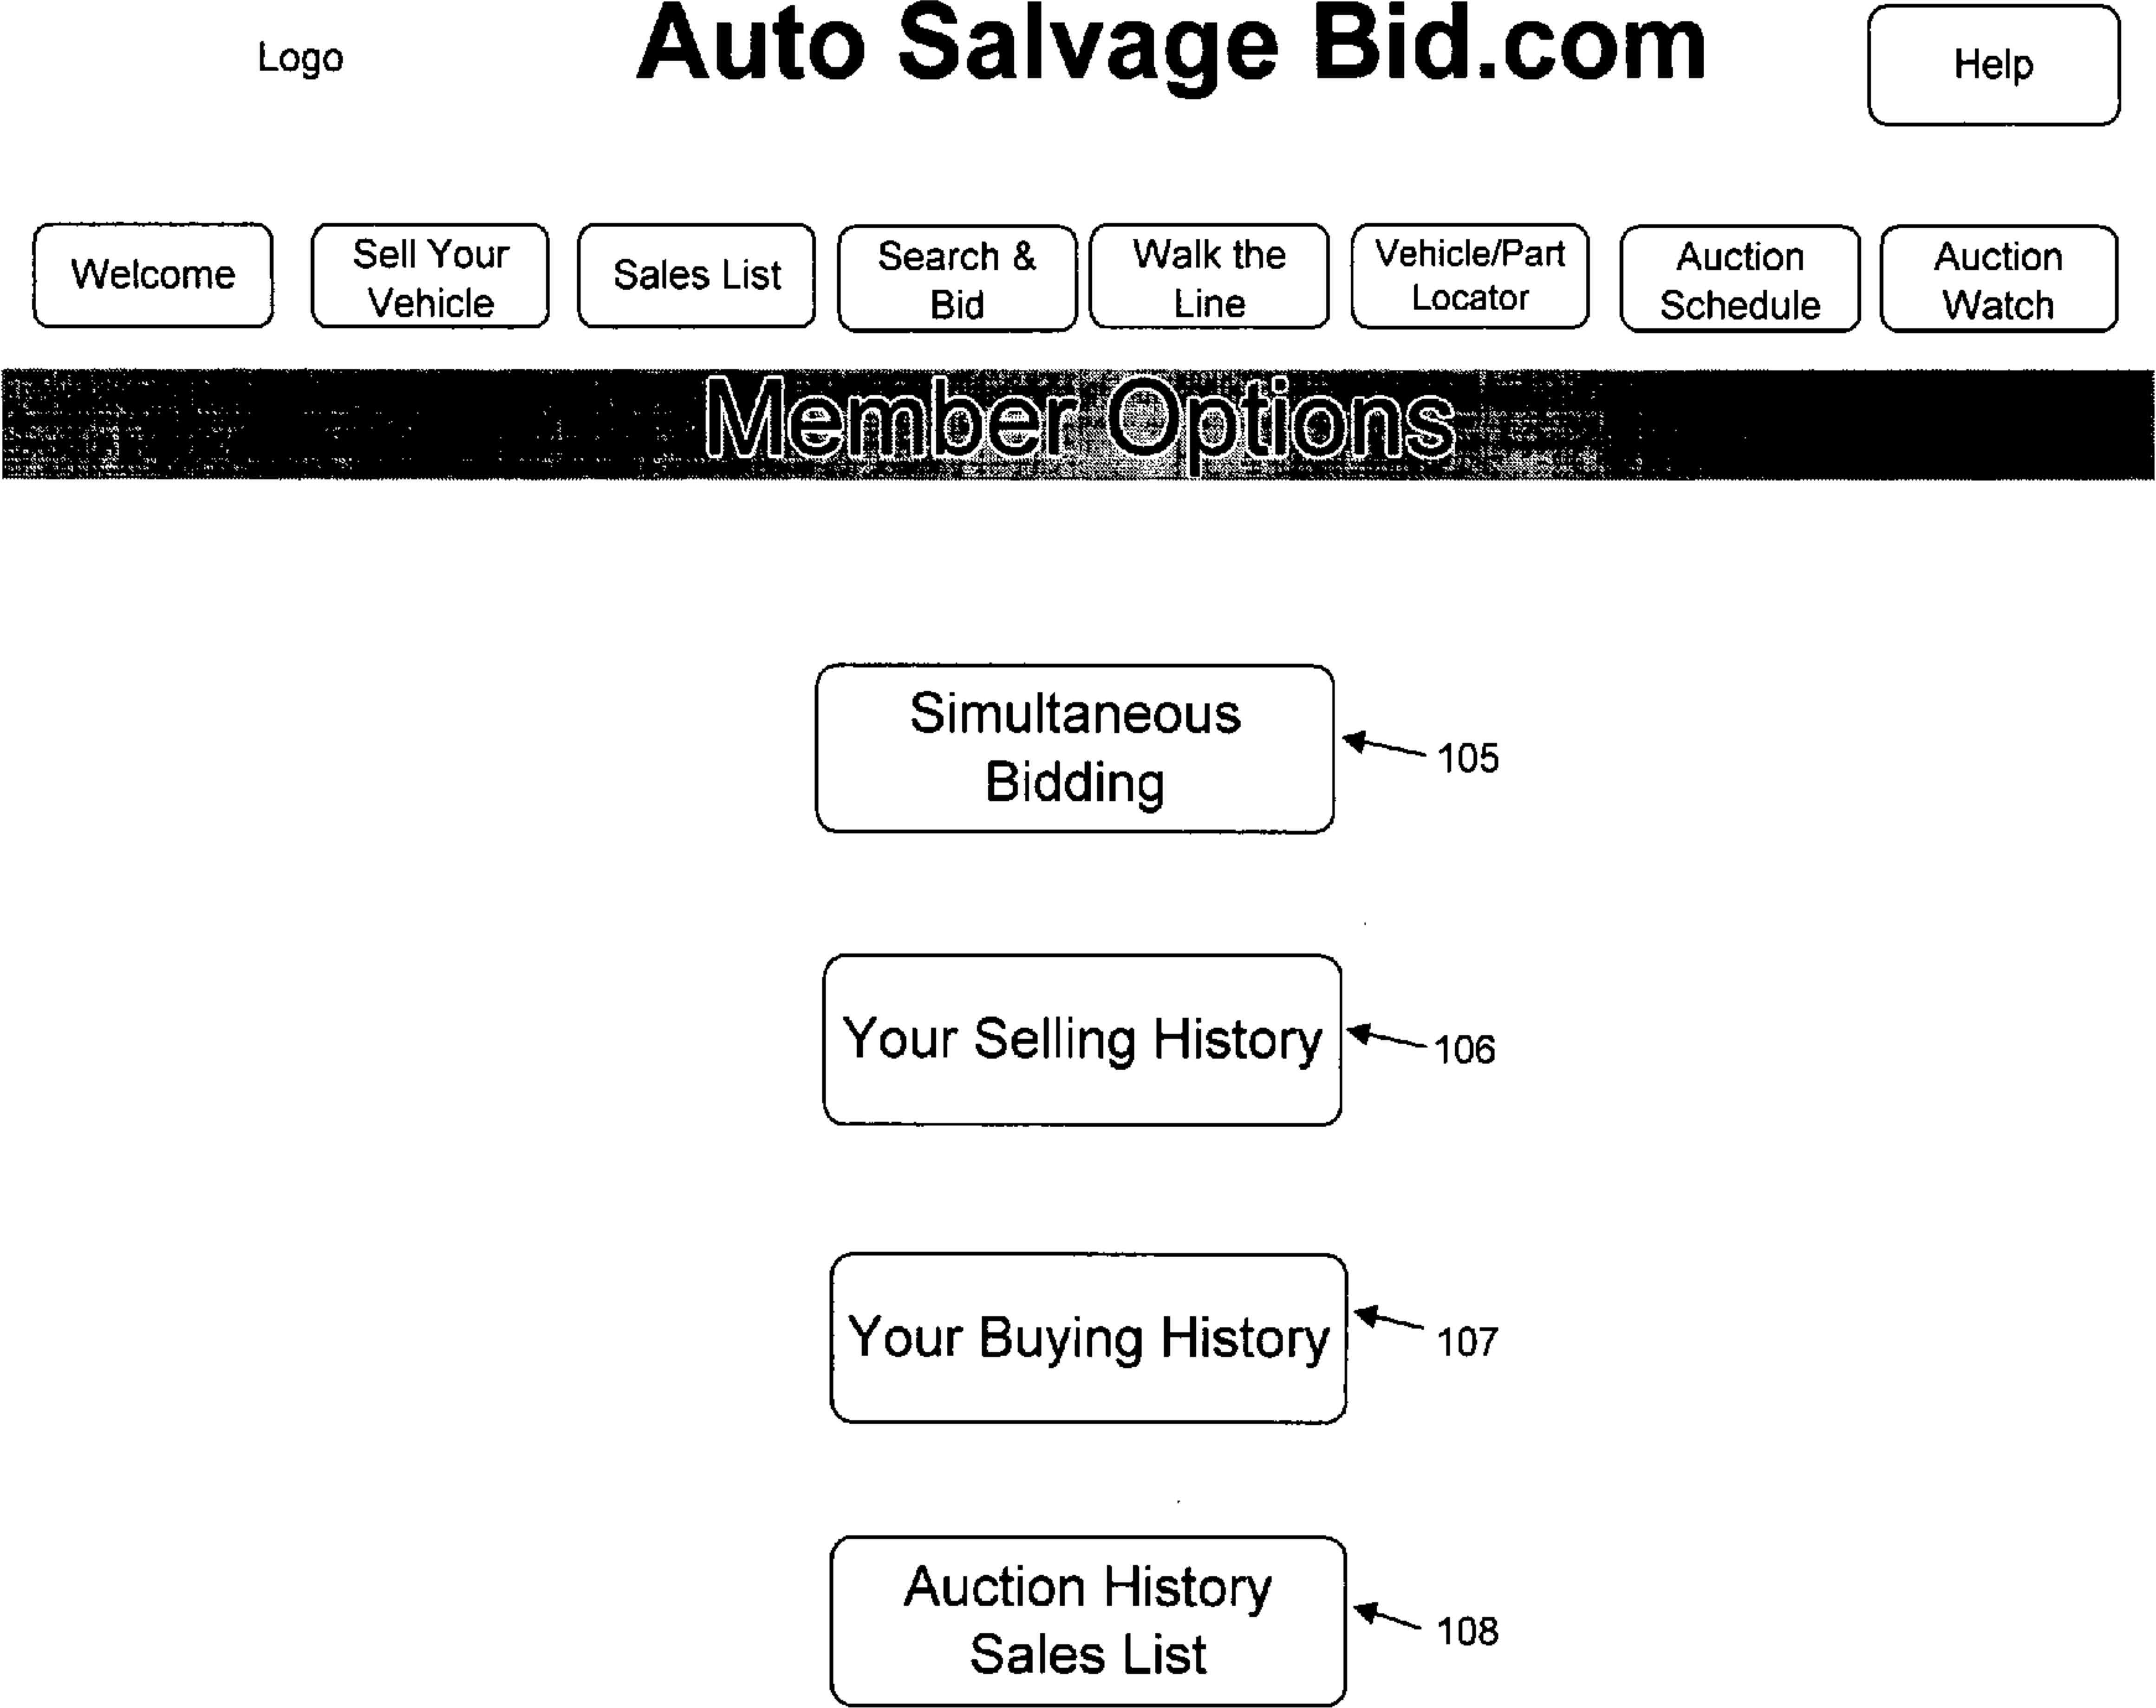 Logo
Auto Salvage Bid.com
Help
Welcome
Sell Your
Vehicle
Sales List
Search &
Bid
Walk the
Line
Vehicle/Part
Locator
Auction
Schedule
Auction
Watch
Member Options
Simultaneous
Bidding
105
Your Selling History
106
Your Buying History
107
Auction History
Sales List
108